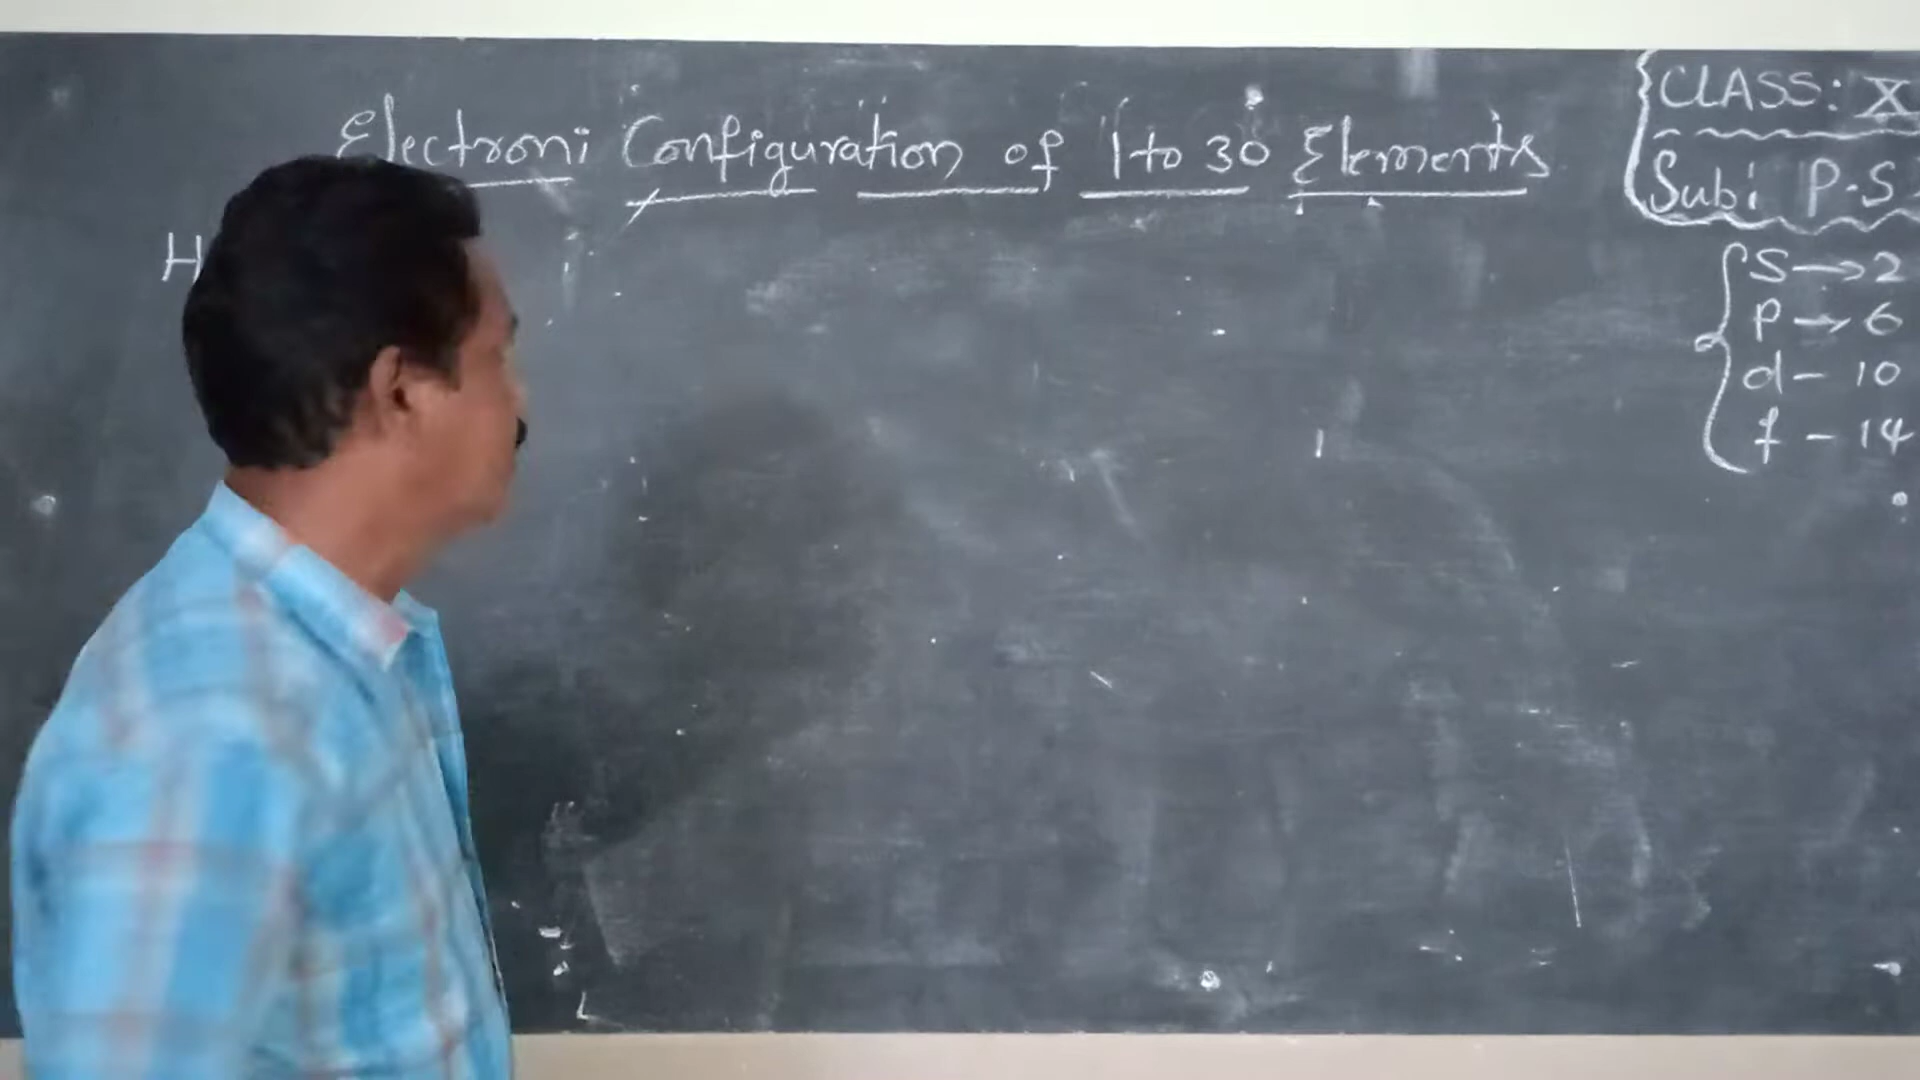 Electroni Configuration of 1 to 30 Elements
H
CLASS: X
Sub: P.S
S→2
P→6
d-10
f-14